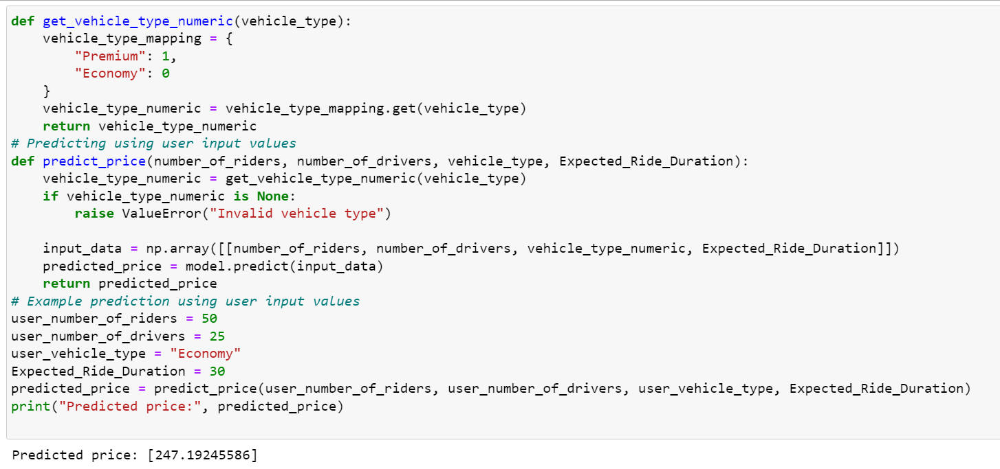 def get_vehicle_type_numeric(vehicle_type):
    vehicle_type_mapping = {
        "Premium": 1,
        "Economy": 0
    }
    vehicle_type_numeric = vehicle_type_mapping.get(vehicle_type)
    return vehicle_type_numeric
# Predicting using user input values
def predict_price(number_of_riders, number_of_drivers, vehicle_type, Expected_Ride_Duration):
    vehicle_type_numeric = get_vehicle_type_numeric(vehicle_type)
    if vehicle_type_numeric is None:
        raise ValueError("Invalid vehicle type")

    input_data = np.array([[number_of_riders, number_of_drivers, vehicle_type_numeric, Expected_Ride_Duration]])
    predicted_price = model.predict(input_data)
    return predicted_price
# Example prediction using user input values
user_number_of_riders = 50
user_number_of_drivers = 25
user_vehicle_type = "Economy"
Expected_Ride_Duration = 30
predicted_price = predict_price(user_number_of_riders, user_number_of_drivers, user_vehicle_type, Expected_Ride_Duration)
print("Predicted price:", predicted_price)
Predicted price: [247.19245586]